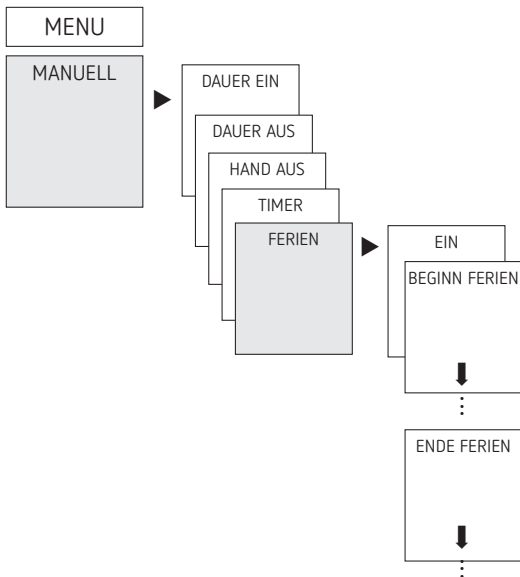 MENU
MANUELL
DAUER EIN
DAUER AUS
HAND AUS
TIMER
FERIEN
EIN
BEGINN FERIEN
ENDE FERIEN